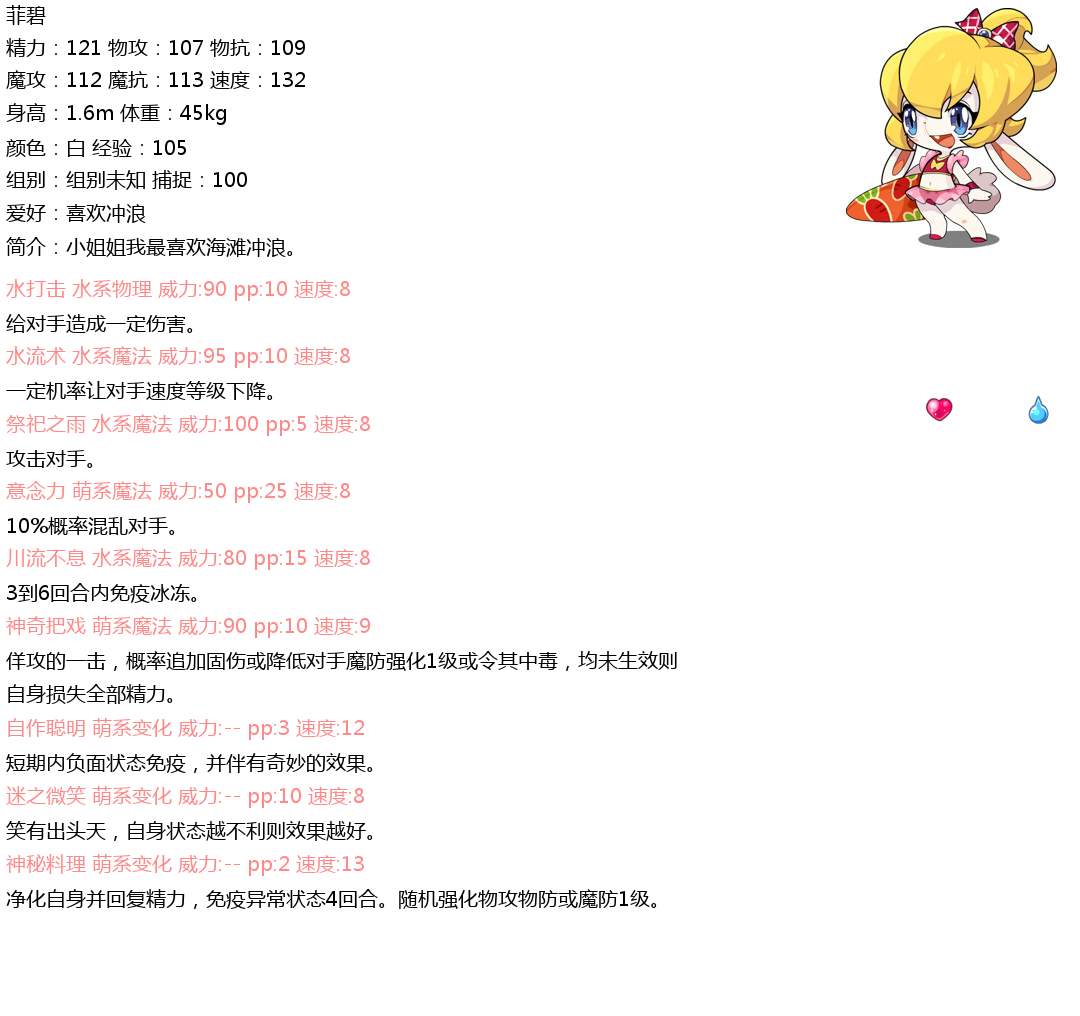 菲碧
精力：121 物攻：107 物抗：109
魔攻：112 魔抗：113 速度：132
身高：1.6m 体重：45kg
颜色：白 经验：105
组别：组别未知 捕捉：100
爱好：喜欢冲浪
简介：小姐姐我最喜欢海滩冲浪。
水打击 水系物理 威力:90 pp:10 速度:8
给对手造成一定伤害。
水流术 水系魔法 威力:95 pp:10 速度:8
一定机率让对手速度等级下降。
祭祀之雨 水系魔法 威力:100 pp:5 速度:8
攻击对手。
意念力 萌系魔法 威力:50 pp:25 速度:8
10%概率混乱对手。
川流不息 水系魔法 威力:80 pp:15 速度:8
3到6回合内免疫冰冻。
神奇把戏 萌系魔法 威力:90 pp:10 速度:9
佯攻的一击，概率追加固伤或降低对手魔防强化1级或令其中毒，均未生效则
自身损失全部精力。
自作聪明 萌系变化 威力:-- pp:3 速度:12
短期内负面状态免疫，并伴有奇妙的效果。
迷之微笑 萌系变化 威力:-- pp:10 速度:8
笑有出头天，自身状态越不利则效果越好。
神秘料理 萌系变化 威力:-- pp:2 速度:13
净化自身并回复精力，免疫异常状态4回合。随机强化物攻物防或魔防1级。